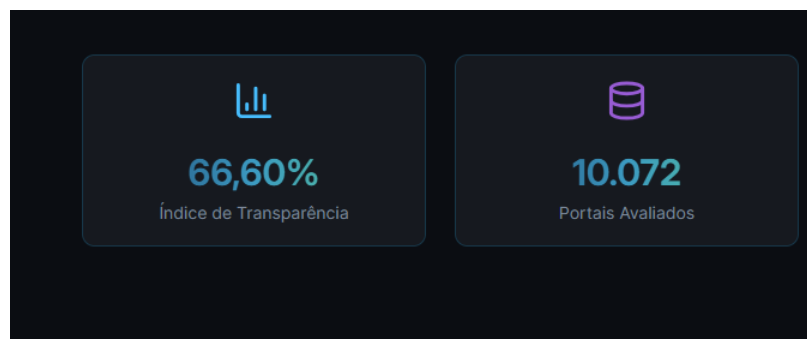 66,60%
Índice de Transparência
10.072
Portais Avaliados